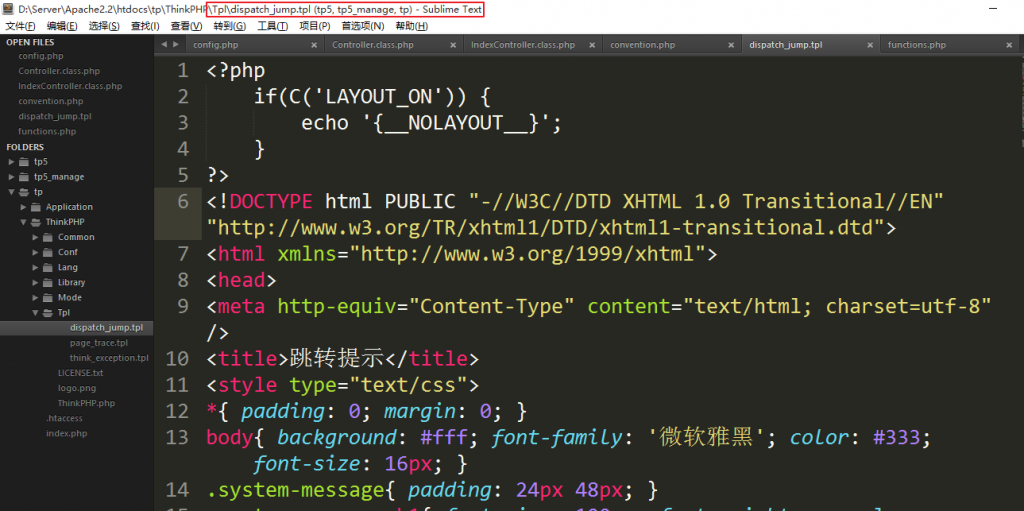 D:\Server\Apache2.2\htdocs\tp\ThinkPHP\Tpl\dispatch_jump.tpl (tp5, tp5_manage, tp) - Sublime Text
文件(F) 编辑(E) 选择(S) 查找(I) 查看(V) 转到(G) 工具(T) 项目(P) 首选项(N) 帮助(H)
OPEN FILES
config.php
Controller.class.php
IndexController.class.php
convention.php
dispatch_jump.tpl
functions.php
FOLDERS
tp5
tp5_manage
tp
Application
ThinkPHP
Common
Conf
Lang
Library
Mode
Tpl
dispatch_jump.tpl
page_trace.tpl
think_exception.tpl
LICENSE.txt
logo.png
ThinkPHP.php
.htaccess
index.php
config.php Controller.class.php IndexController.class.php convention.php dispatch_jump.tpl functions.php
1 <?php
2 if(C('LAYOUT_ON')) {
3 echo '{__NOLAYOUT__}';
4 }
5 ?>
6 <!DOCTYPE html PUBLIC "-//W3C//DTD XHTML 1.0 Transitional//EN"
"http://www.w3.org/TR/xhtml1/DTD/xhtml1-transitional.dtd">
7 <html xmlns="http://www.w3.org/1999/xhtml">
8 <head>
9 <meta http-equiv="Content-Type" content="text/html; charset=utf-8"
/>
10 <title>跳转提示</title>
11 <style type="text/css">
12 *{ padding: 0; margin: 0; }
13 body{ background: #fff; font-family: '微软雅黑'; color: #333;
font-size: 16px; }
14 .system-message{ padding: 24px 48px; }